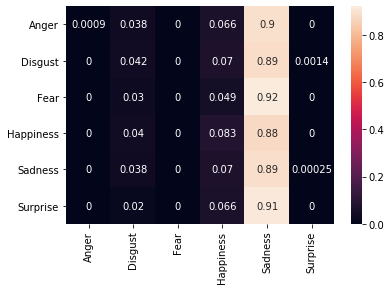 Anger 0.0009 0.038 0 0.066 0.9 0
Disgust 0 0.042 0 0.07 0.89 0.0014
Fear 0 0.03 0 0.049 0.92 0
Happiness 0 0.04 0 0.083 0.88 0
Sadness 0 0.038 0 0.07 0.89 0.00025
Surprise 0 0.02 0 0.066 0.91 0
Anger Disgust Fear Happiness Sadness Surprise
0.8
0.6
0.4
0.2
0.0